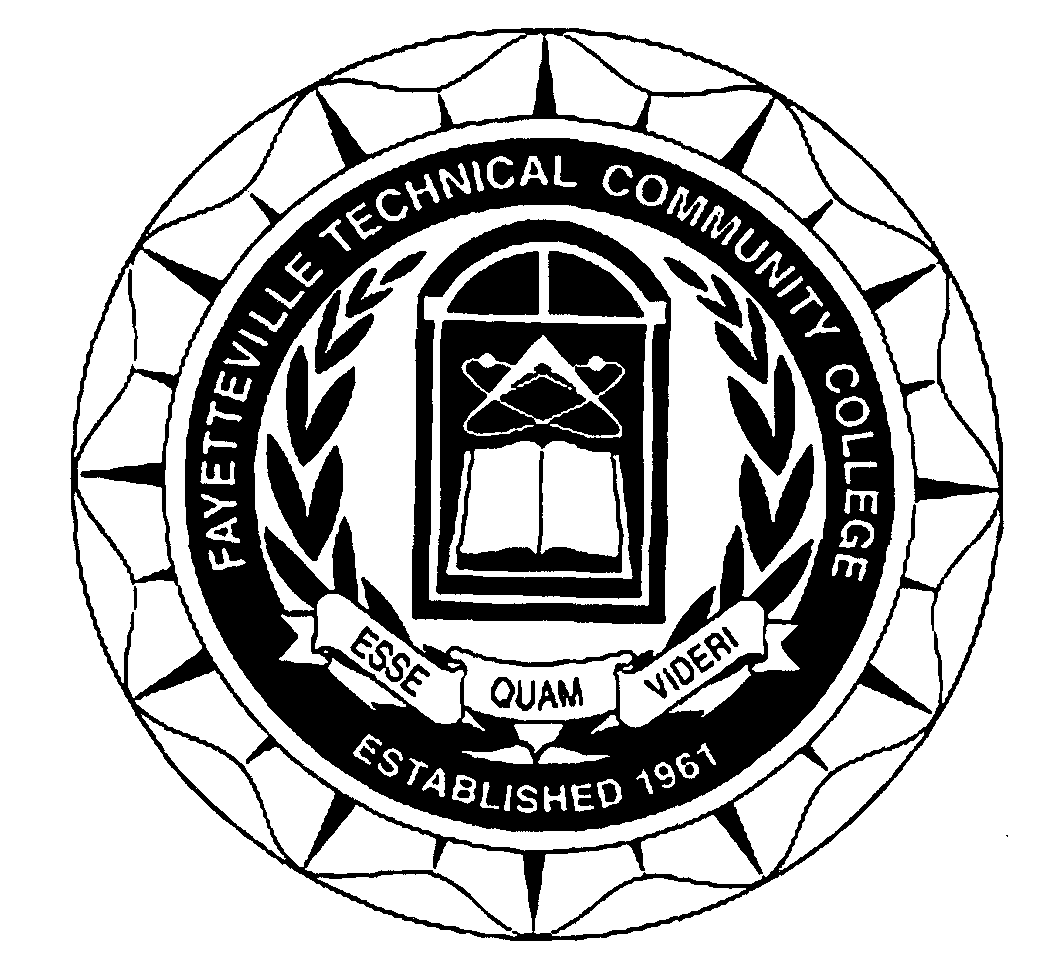 FAYETTEVILLE TECHNICAL COMMUNITY COLLEGE
ESSE QUAM VIDERI
ESTABLISHED 1961